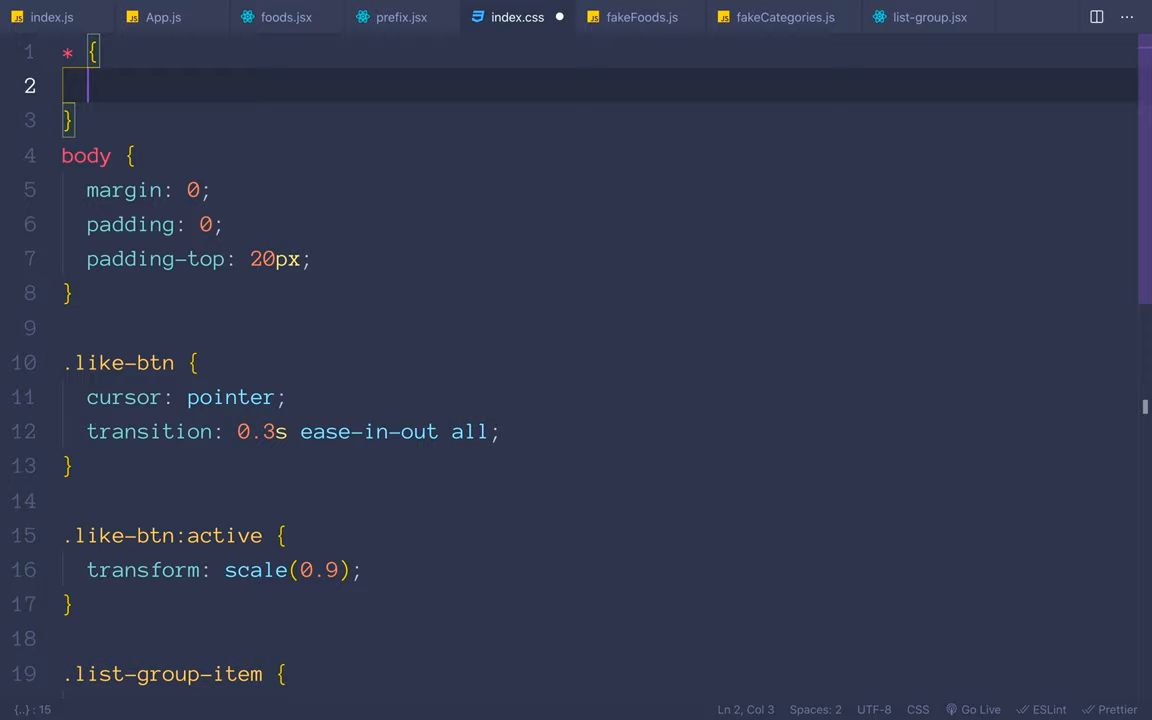 index.js App.js foods.jsx prefix.jsx index.css fakeFoods.js fakeCategories.js list-group.jsx
1 * {
2
3 }
4 body {
5 margin: 0;
6 padding: 0;
7 padding-top: 20px;
8 }
9
10 .like-btn {
11 cursor: pointer;
12 transition: 0.3s ease-in-out all;
13 }
14
15 .like-btn:active {
16 transform: scale(0.9);
17 }
18
19 .list-group-item {
{..} : 15 Ln 2, Col 3 Spaces: 2 UTF-8 CSS Go Live ESLint Prettier